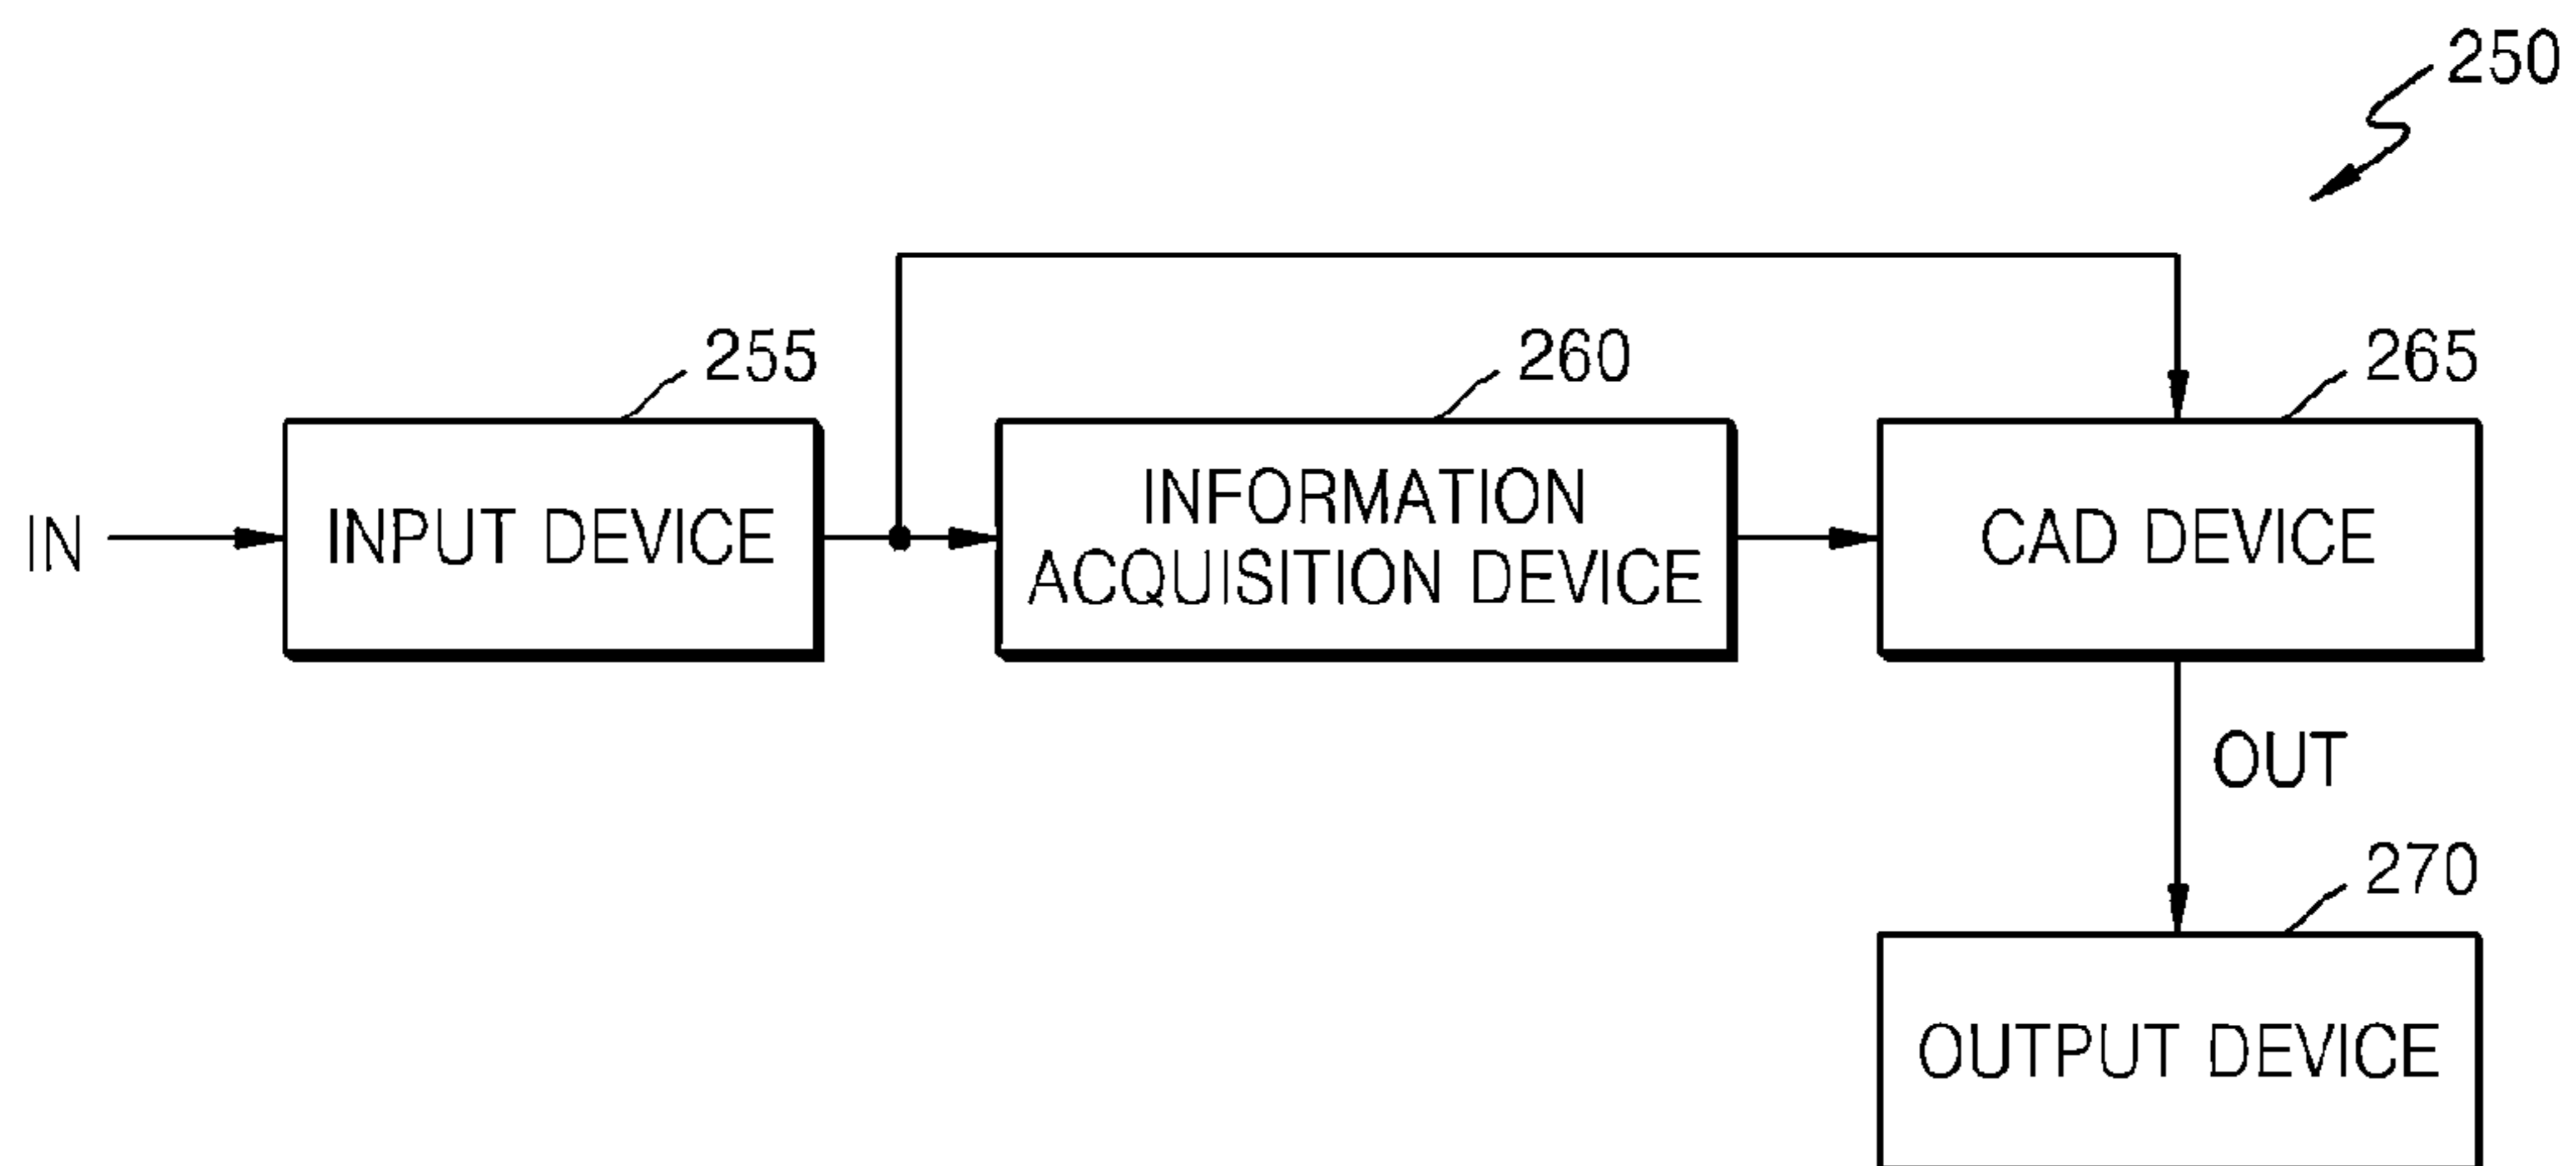 250
255
260
265
IN
INPUT DEVICE
INFORMATION
ACQUISITION DEVICE
CAD DEVICE
OUT
270
OUTPUT DEVICE